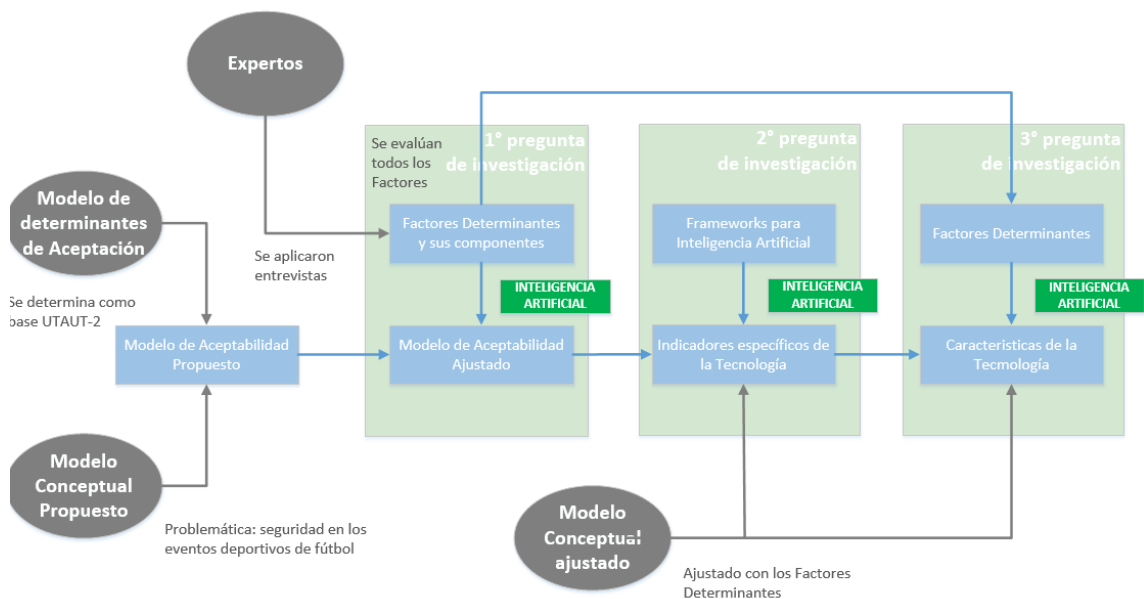 Expertos
1° pregunta
de investigación
2° pregunta
de investigación
3° pregunta
de investigación
Se evalúan
todos los
Factores
Modelo de
determinantes
de Aceptación
Factores Determinantes
y sus componentes
Frameworks para
Inteligencia Artificial
Factores Determinantes
Se aplicaron
entrevistas
INTELIGENCIA
ARTIFICIAL
INTELIGENCIA
ARTIFICIAL
INTELIGENCIA
ARTIFICIAL
Se determina como
base UTAUT-2
Modelo de Aceptabilidad
Propuesto
Modelo de Aceptabilidad
Ajustado
Indicadores específicos de
la Tecnología
Caracteristicas de la
Tecmología
Modelo
Conceptual
Propuesto
Problemática: seguridad en los
eventos deportivos de fútbol
Modelo
Conceptual
ajustado
Ajustado con los Factores
Determinantes